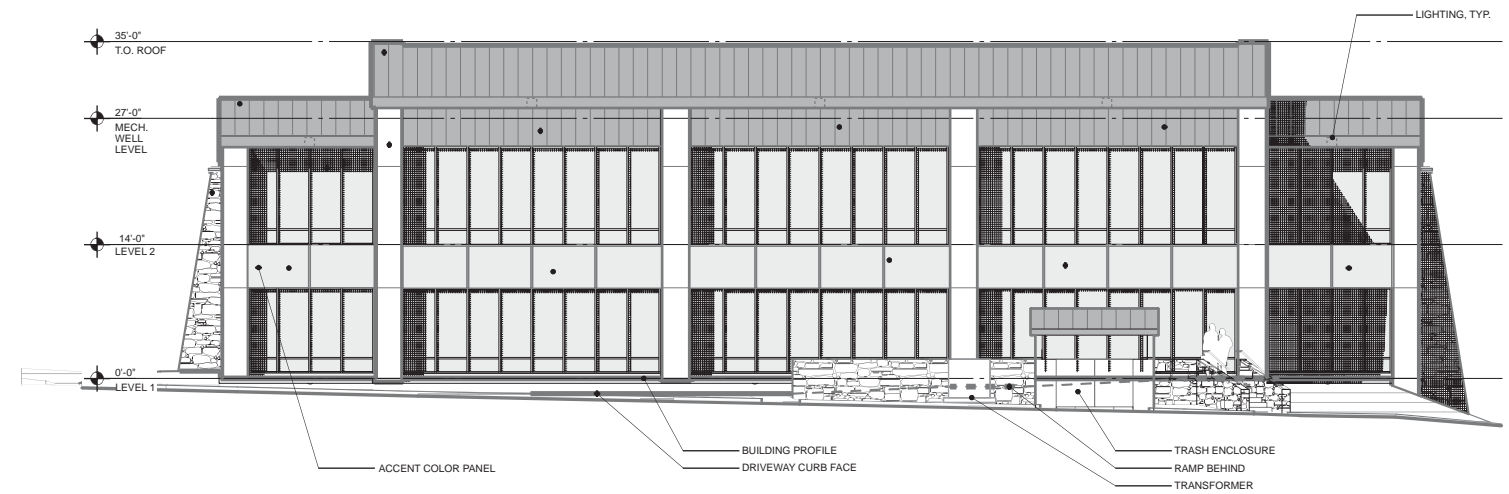 LIGHTING, TYP.
35'-0"
T.O. ROOF
27'-0"
MECH.
WELL
LEVEL
14'-0"
LEVEL 2
0'-0"
LEVEL 1
BUILDING PROFILE
TRASH ENCLOSURE
ACCENT COLOR PANEL
DRIVEWAY CURB FACE
RAMP BEHIND
TRANSFORMER